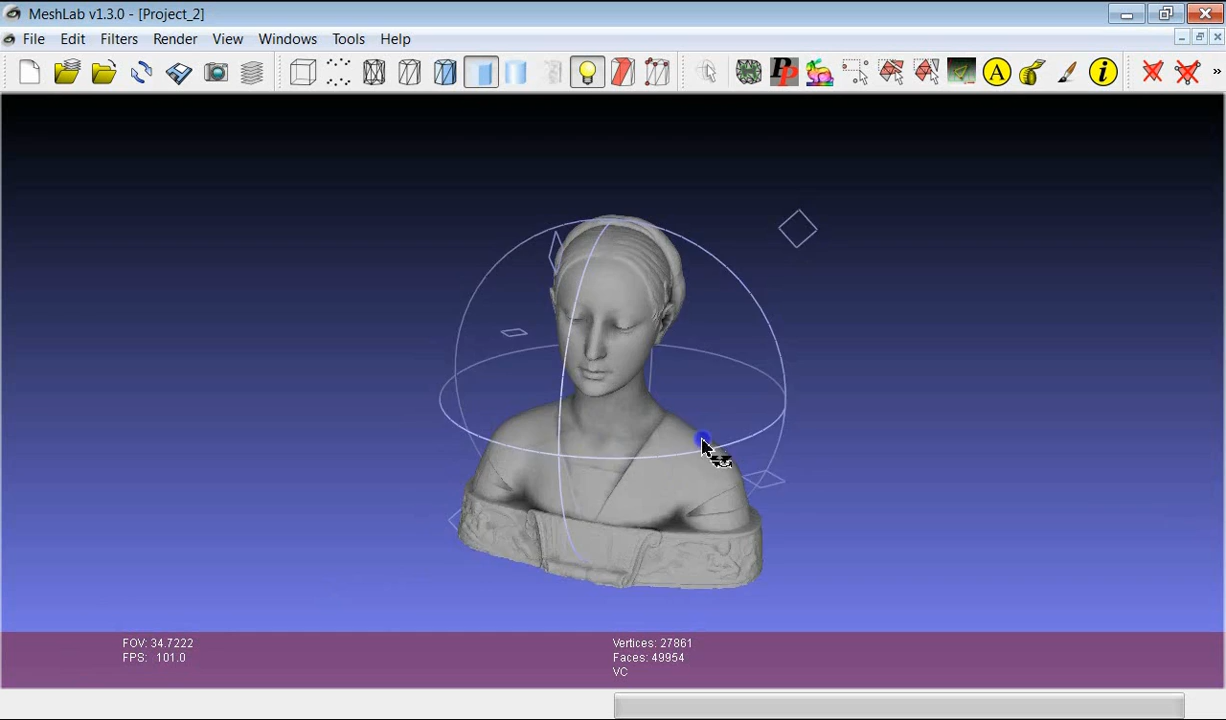 MeshLab v1.3.0 - [Project_2]
File Edit Filters Render View Windows Tools Help
PP A i »
FOV: 34.7222
FPS: 101.0
Vertices: 27861
Faces: 49954
VC